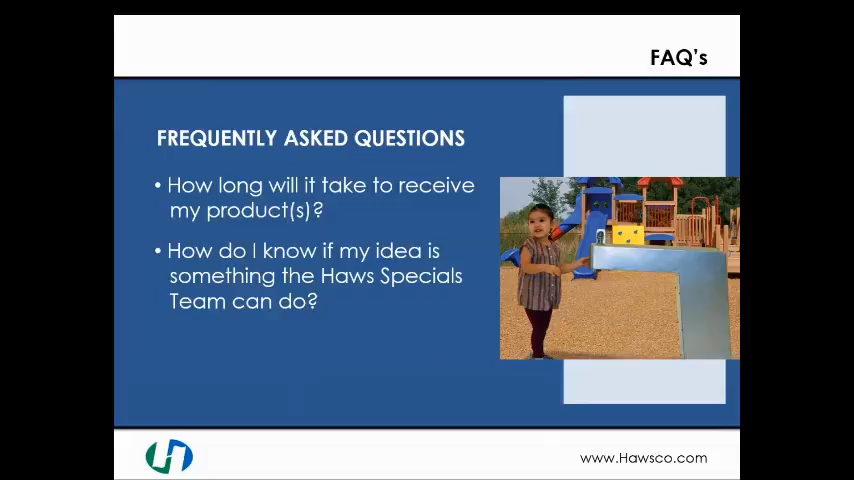 FAQ's
FREQUENTLY ASKED QUESTIONS
• How long will it take to receive
my product(s)?
• How do I know if my idea is
something the Haws Specials
Team can do?
www.Hawsco.com